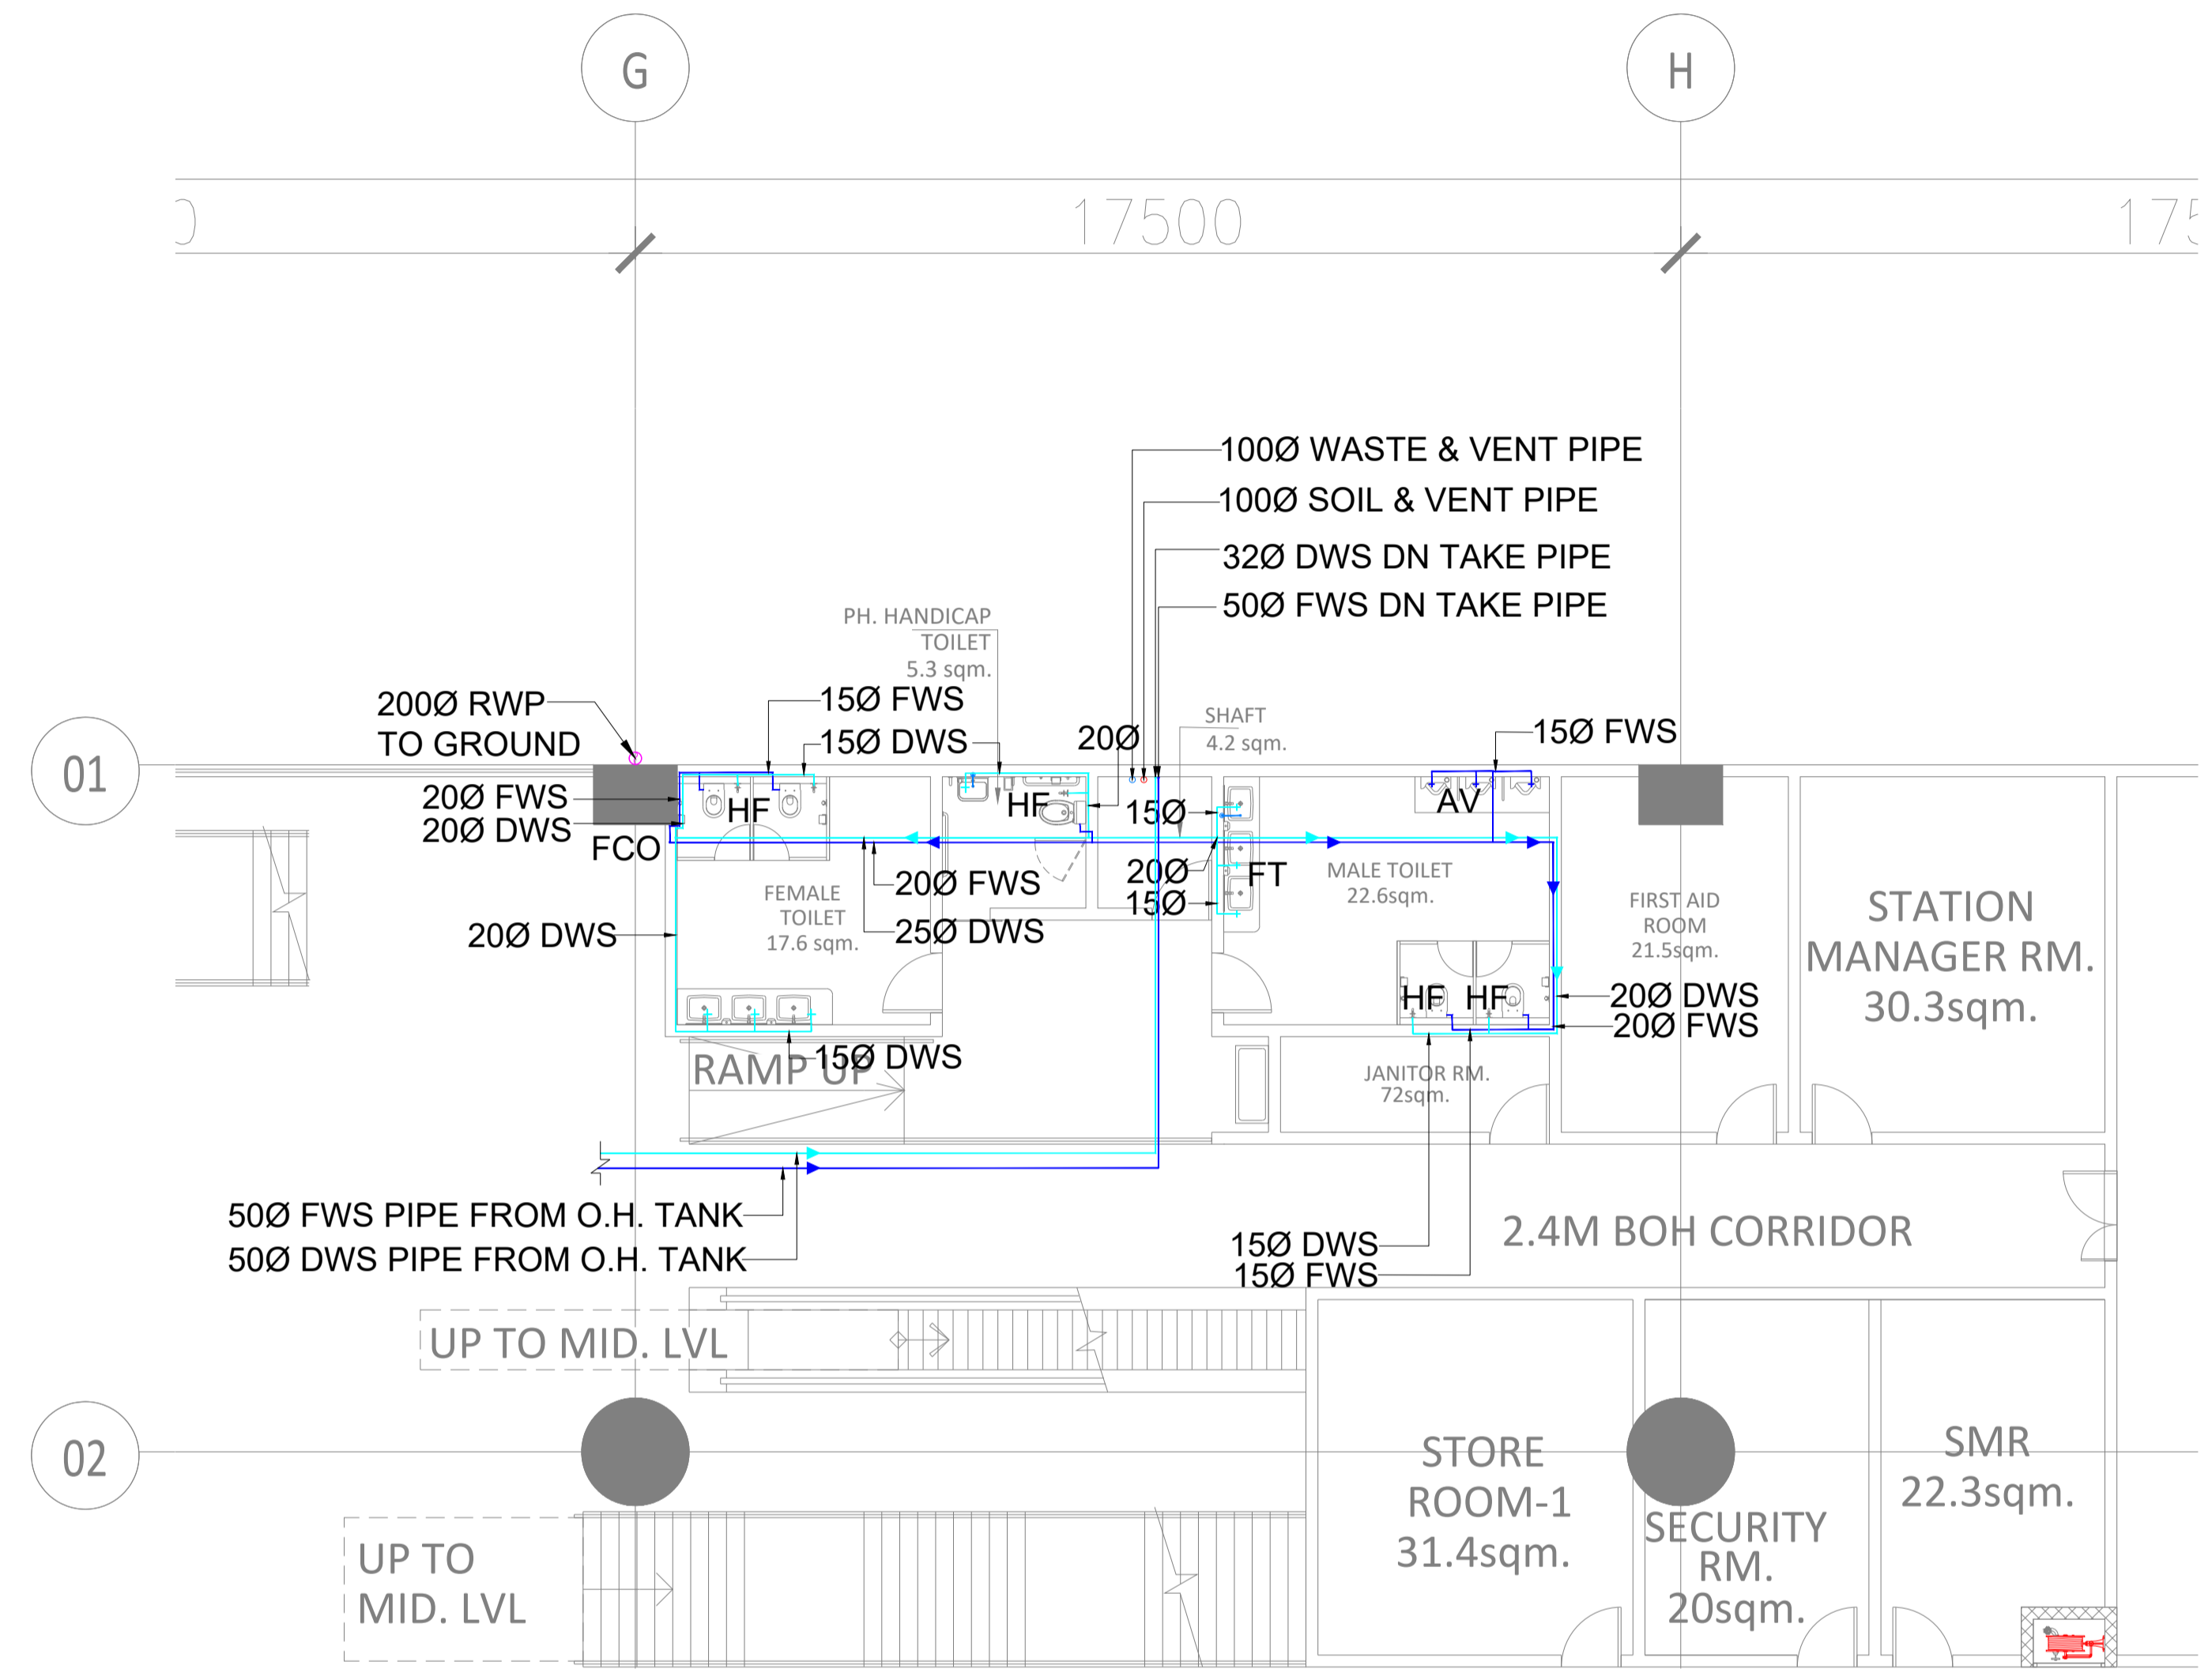 G
H
17500
100Ø WASTE & VENT PIPE
100Ø SOIL & VENT PIPE
32Ø DWS DN TAKE PIPE
50Ø FWS DN TAKE PIPE
PH. HANDICAP
TOILET
5.3 sqm.
200Ø RWP
TO GROUND
15Ø FWS
15Ø DWS
20Ø
SHAFT
4.2 sqm.
15Ø FWS
01
20Ø FWS
20Ø DWS
FCO
HF
HF
15Ø
AV
20Ø
FT
15Ø
MALE TOILET
22.6sqm.
20Ø FWS
25Ø DWS
FEMALE
TOILET
17.6 sqm.
20Ø DWS
FIRST AID
ROOM
21.5sqm.
STATION
MANAGER RM.
30.3sqm.
HF
HF
20Ø DWS
20Ø FWS
RAMP UP
15Ø DWS
JANITOR RM.
72sqm.
50Ø FWS PIPE FROM O.H. TANK
50Ø DWS PIPE FROM O.H. TANK
15Ø DWS
15Ø FWS
2.4M BOH CORRIDOR
UP TO MID. LVL
02
STORE
ROOM-1
31.4sqm.
SECURITY
RM.
20sqm.
SMR
22.3sqm.
UP TO
MID. LVL